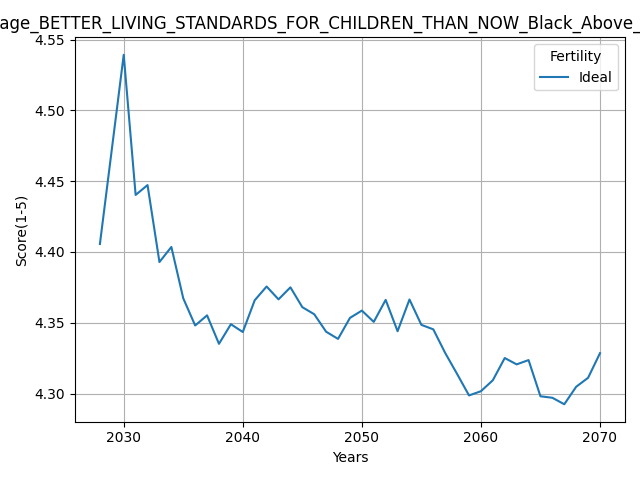 age_BETTER_LIVING_STANDARDS_FOR_CHILDREN_THAN_NOW_Black_Above_
Fertility
Ideal
4.55
4.50
4.45
4.40
4.35
4.30
Score(1-5)
2030 2040 2050 2060 2070
Years